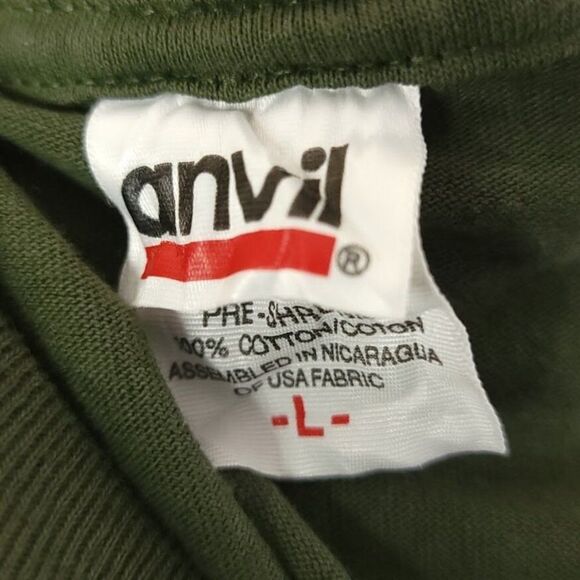 anvil
®
PRE-SHRUNK
100% COTTON/COTON
ASSEMBLED IN NICARAGUA
OF USA FABRIC
-L-